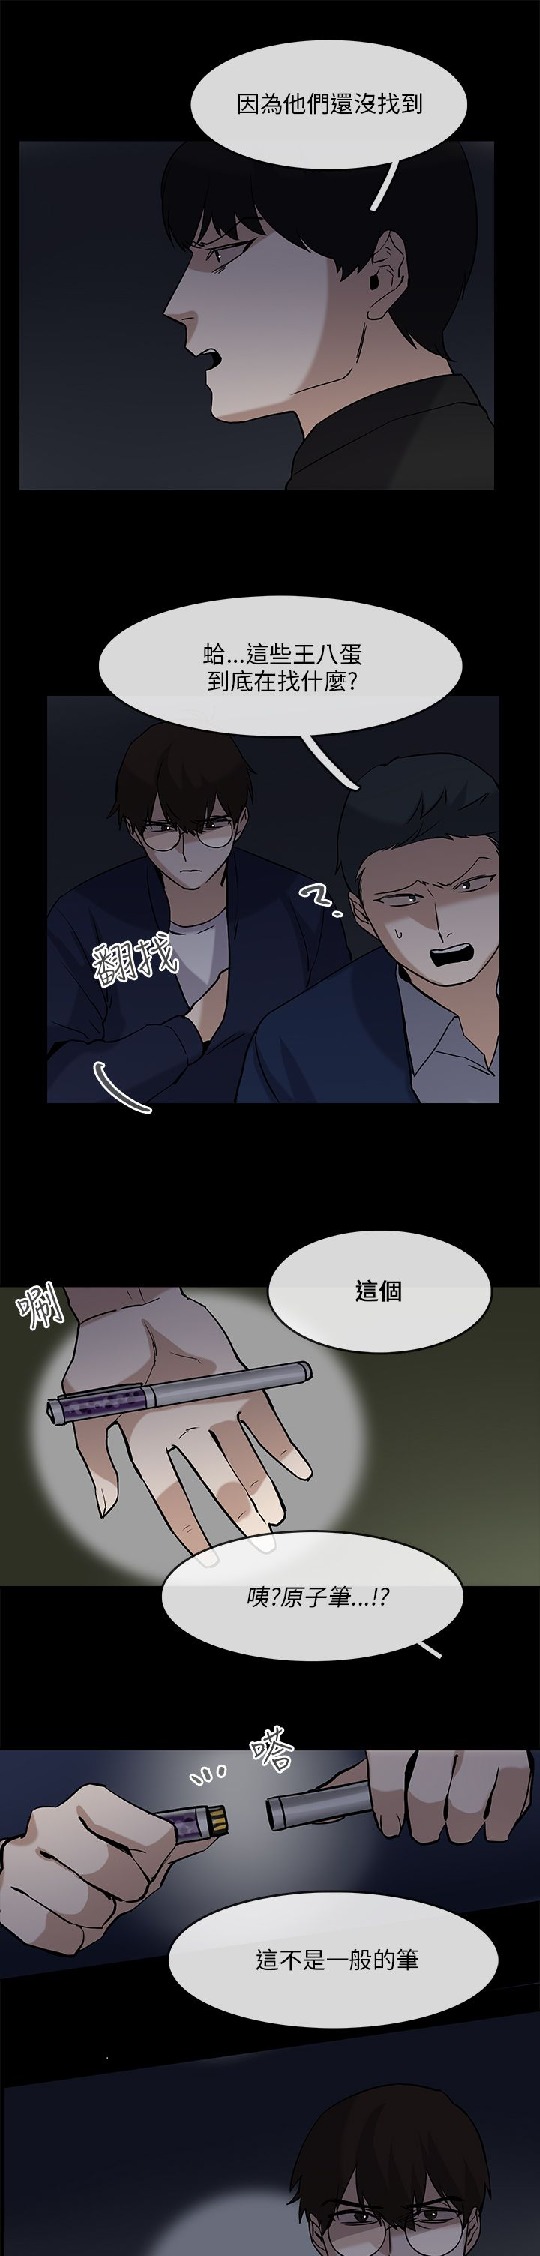 因為他們還沒找到
蛤...這些王八蛋
到底在找什麼?
翻找
唰
這個
咦?原子筆...!?
喀
這不是一般的筆